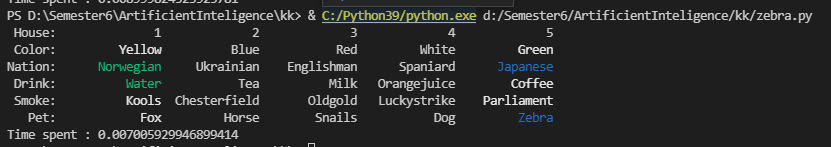 PS D:\Semester6\ArtificientInteligence\kk> & C:/Python39/python.exe d:/Semester6/ArtificientInteligence/kk/zebra.py
House: 1 2 3 4 5
Color: Yellow Blue Red White Green
Nation: Norwegian Ukrainian Englishman Spaniard Japanese
Drink: Water Tea Milk Orangejuice Coffee
Smoke: Kools Chesterfield Oldgold Luckystrike Parliament
Pet: Fox Horse Snails Dog Zebra
Time spent : 0.007005929946899414